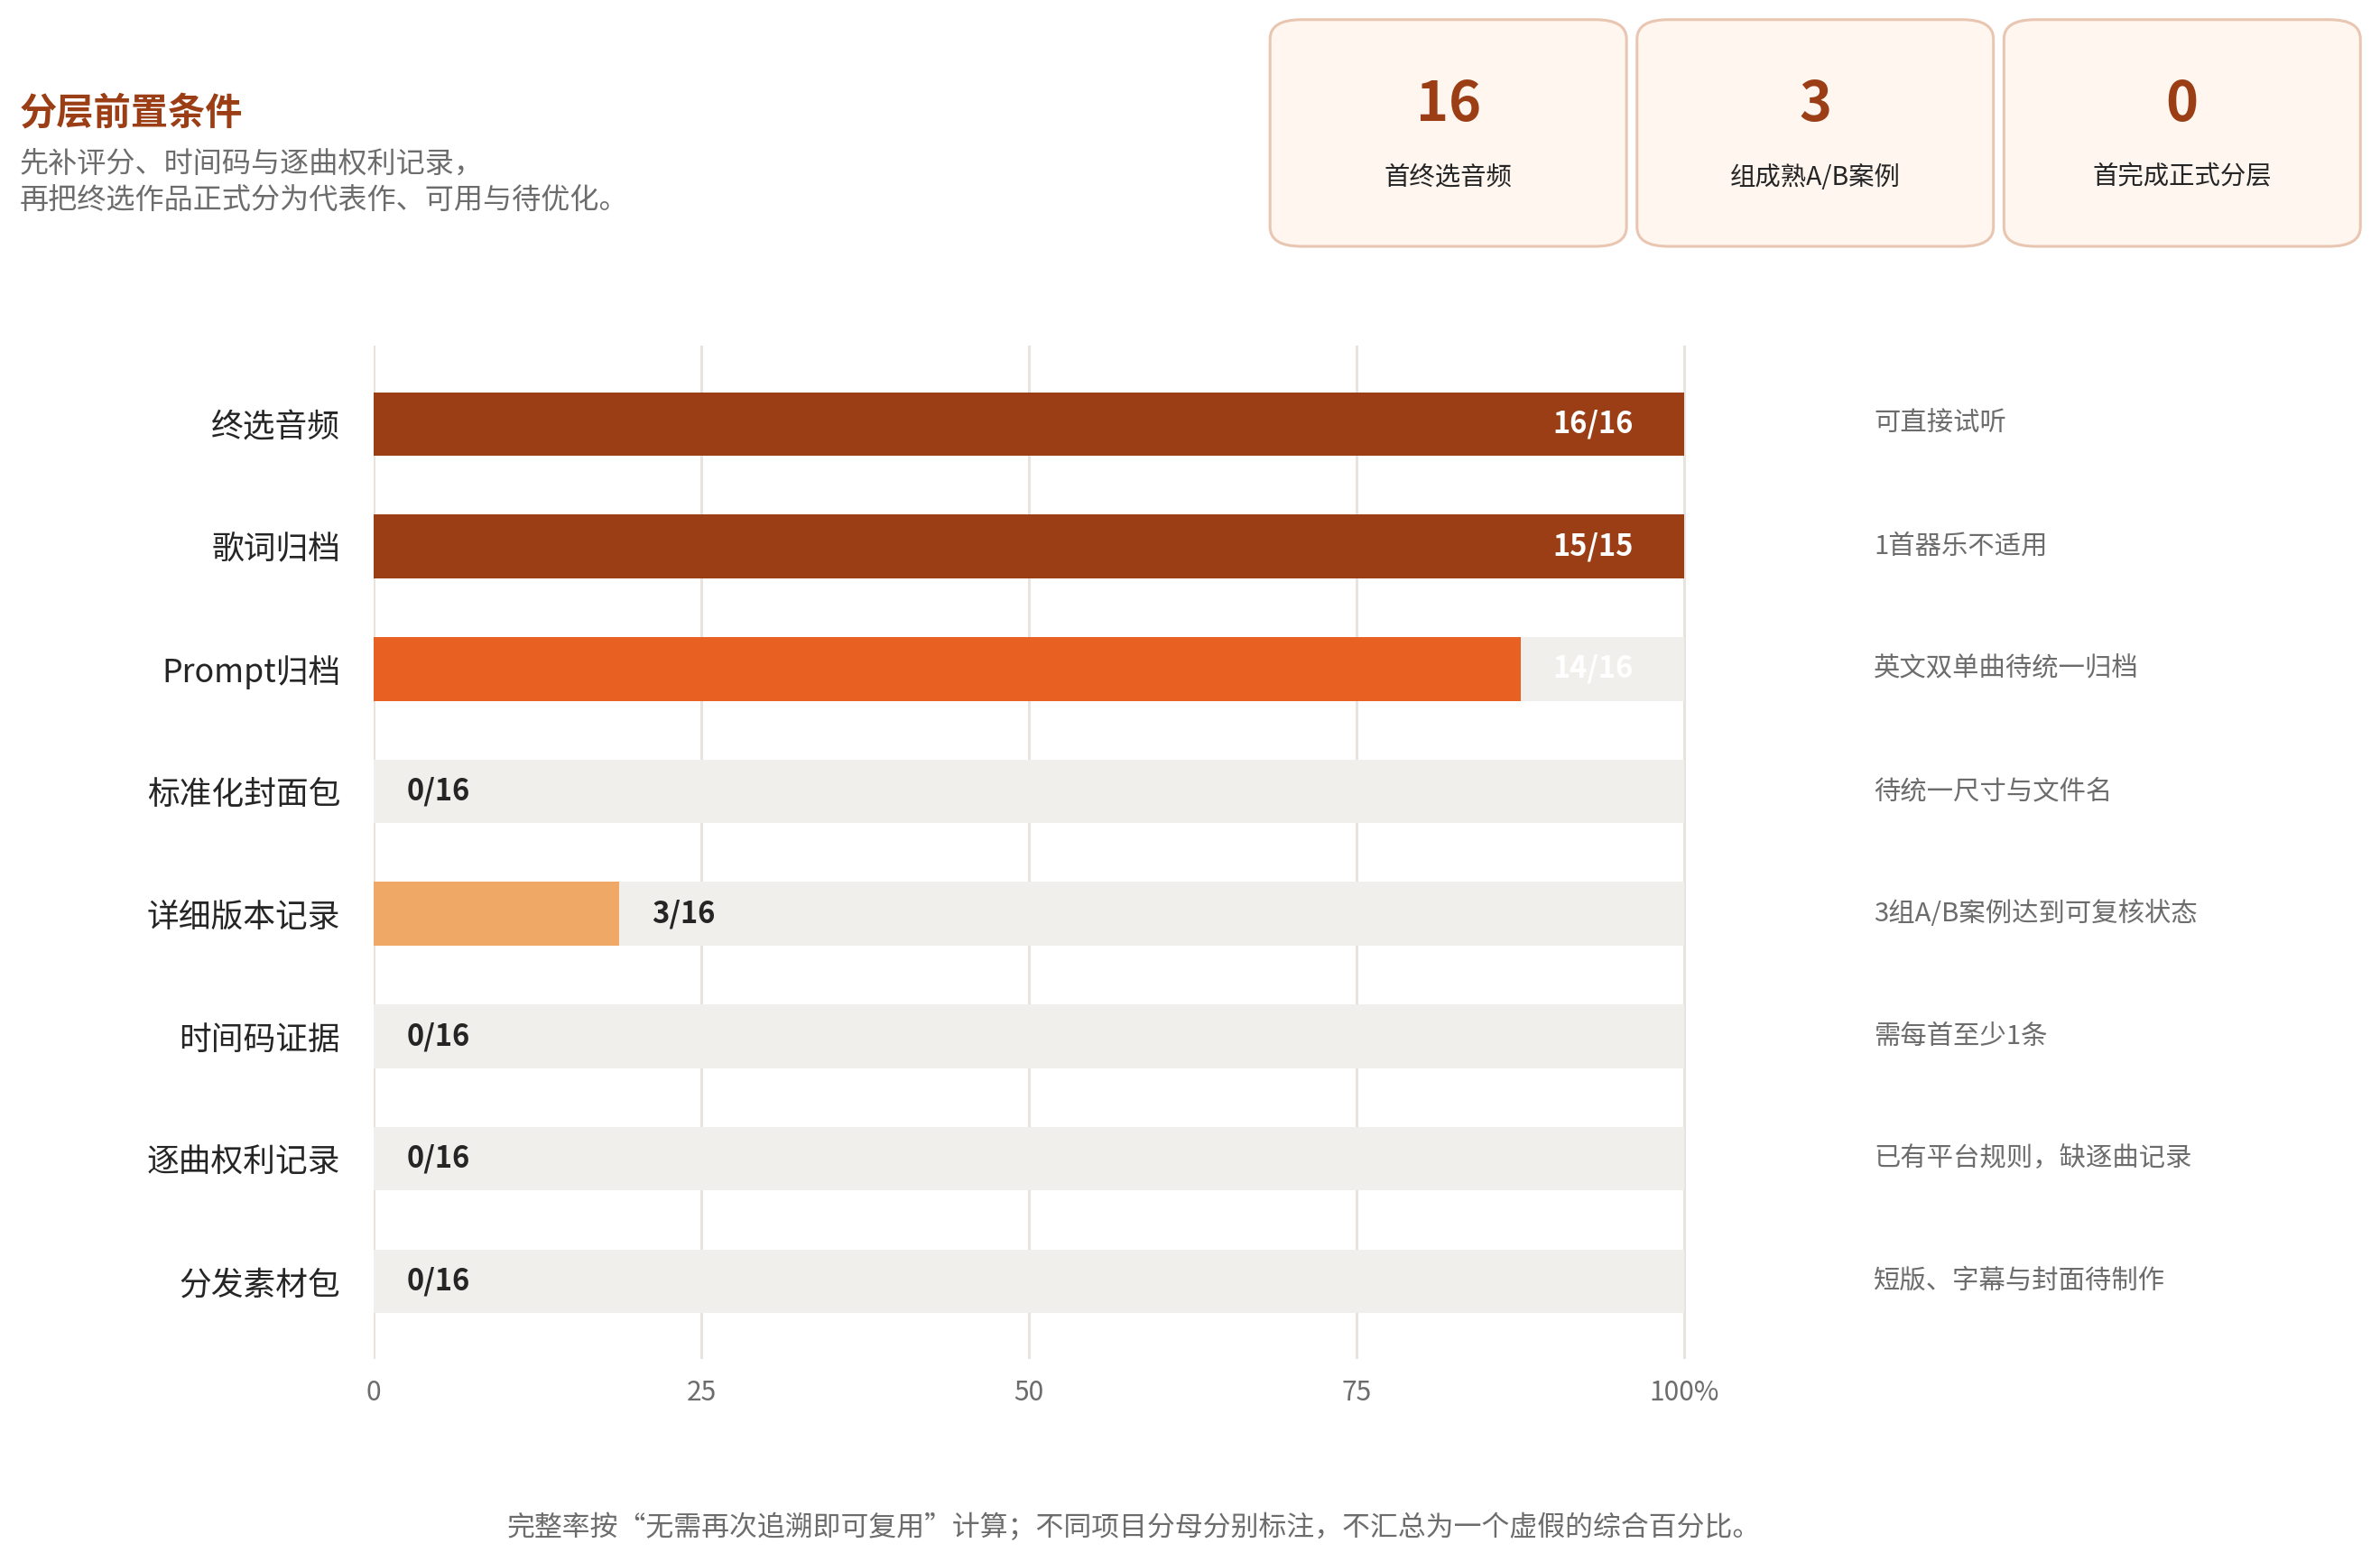 分层前置条件
先补评分、时间码与逐曲权利记录，
再把终选作品正式分为代表作、可用与待优化。
16
首终选音频
3
组成熟A/B案例
0
首完成正式分层
终选音频
16/16
可直接试听
歌词归档
15/15
1首器乐不适用
Prompt归档
14/16
英文双单曲待统一归档
标准化封面包
0/16
待统一尺寸与文件名
详细版本记录
3/16
3组A/B案例达到可复核状态
时间码证据
0/16
需每首至少1条
逐曲权利记录
0/16
已有平台规则，缺逐曲记录
分发素材包
0/16
短版、字幕与封面待制作
0
25
50
75
100%
完整率按“无需再次追溯即可复用”计算；不同项目分母分别标注，不汇总为一个虚假的综合百分比。